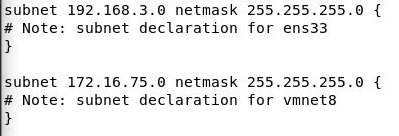 subnet 192.168.3.0 netmask 255.255.255.0 {
# Note: subnet declaration for ens33
}
subnet 172.16.75.0 netmask 255.255.255.0 {
# Note: subnet declaration for vmnet8
}